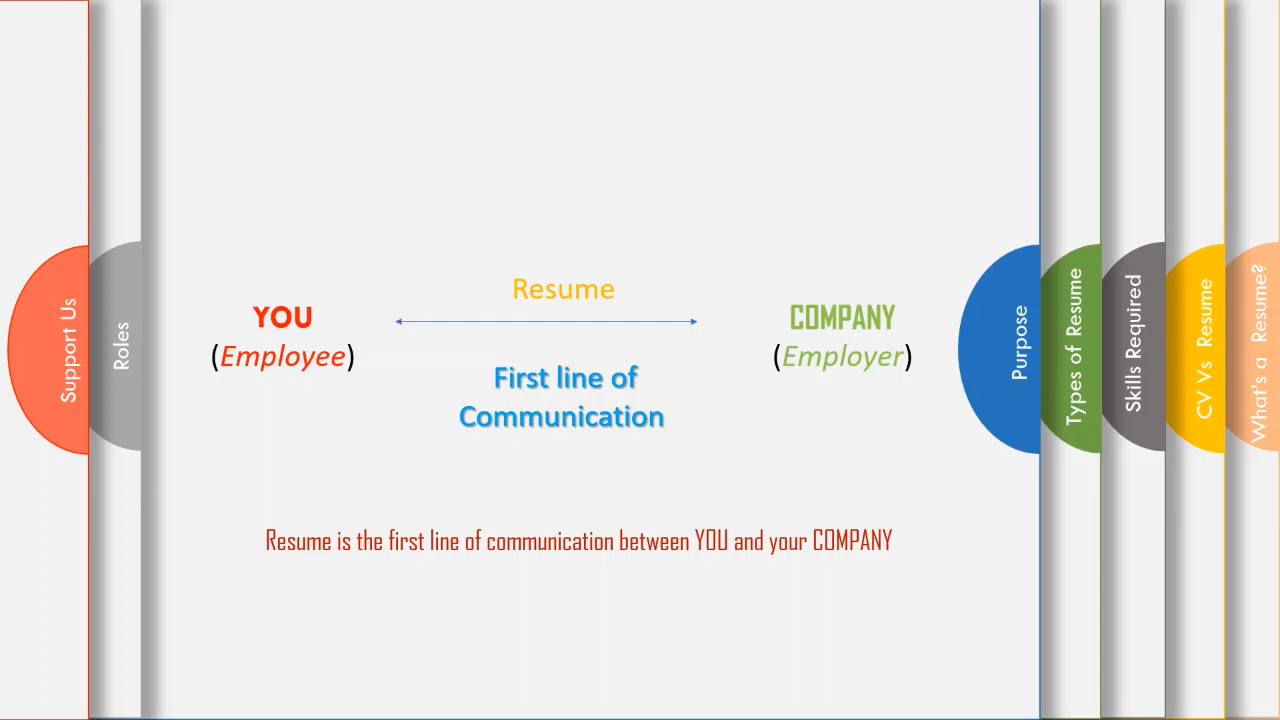 Support Us
Roles
YOU
(Employee)
Resume
First line of
Communication
COMPANY
(Employer)
Resume is the first line of communication between YOU and your COMPANY
Purpose
Types of Resume
Skills Required
CV Vs Resume
What's a Resume?